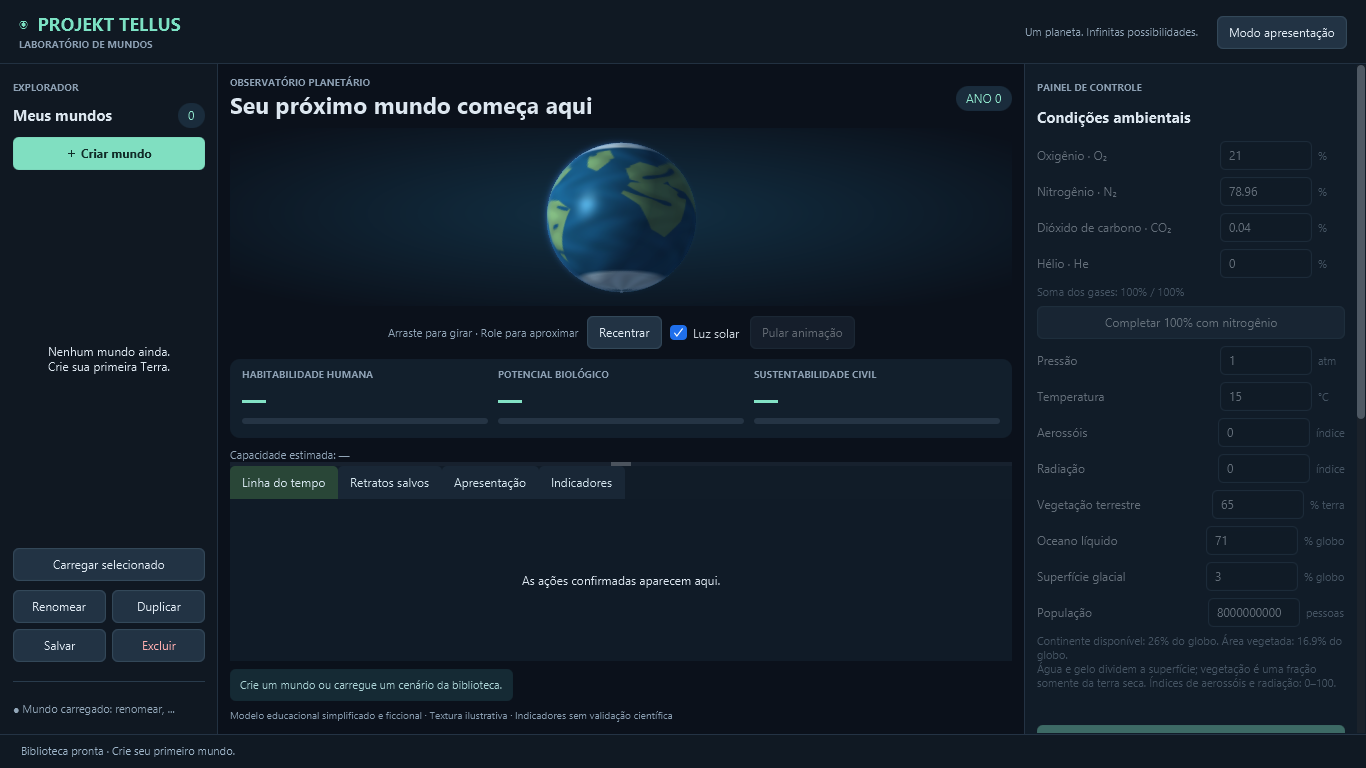 PROJEKT TELLUS
LABORATÓRIO DE MUNDOS
Um planeta. Infinitas possibilidades.
Modo apresentação
EXPLORADOR
Meus mundos
0
+ Criar mundo
Nenhum mundo ainda.
Crie sua primeira Terra.
Carregar selecionado
Renomear
Duplicar
Salvar
Excluir
● Mundo carregado: renomear, ...
OBSERVATÓRIO PLANETÁRIO
Seu próximo mundo começa aqui
ANO 0
Arraste para girar · Role para aproximar
Recentrar
Luz solar
Pular animação
HABITABILIDADE HUMANA
—
POTENCIAL BIOLÓGICO
—
SUSTENTABILIDADE CIVIL
—
Capacidade estimada: —
Linha do tempo
Retratos salvos
Apresentação
Indicadores
As ações confirmadas aparecem aqui.
Crie um mundo ou carregue um cenário da biblioteca.
Modelo educacional simplificado e ficcional · Textura ilustrativa · Indicadores sem validação científica
PAINEL DE CONTROLE
Condições ambientais
Oxigênio · O₂ 21 %
Nitrogênio · N₂ 78.96 %
Dióxido de carbono · CO₂ 0.04 %
Hélio · He 0 %
Soma dos gases: 100% / 100%
Completar 100% com nitrogênio
Pressão 1 atm
Temperatura 15 °C
Aerossóis 0 índice
Radiação 0 índice
Vegetação terrestre 65 % terra
Oceano líquido 71 % globo
Superfície glacial 3 % globo
População 8000000000 pessoas
Continente disponível: 26% do globo. Área vegetada: 16.9% do
globo.
Água e gelo dividem a superfície; vegetação é uma fração
somente da terra seca. Índices de aerossóis e radiação: 0–100.
Biblioteca pronta · Crie seu primeiro mundo.